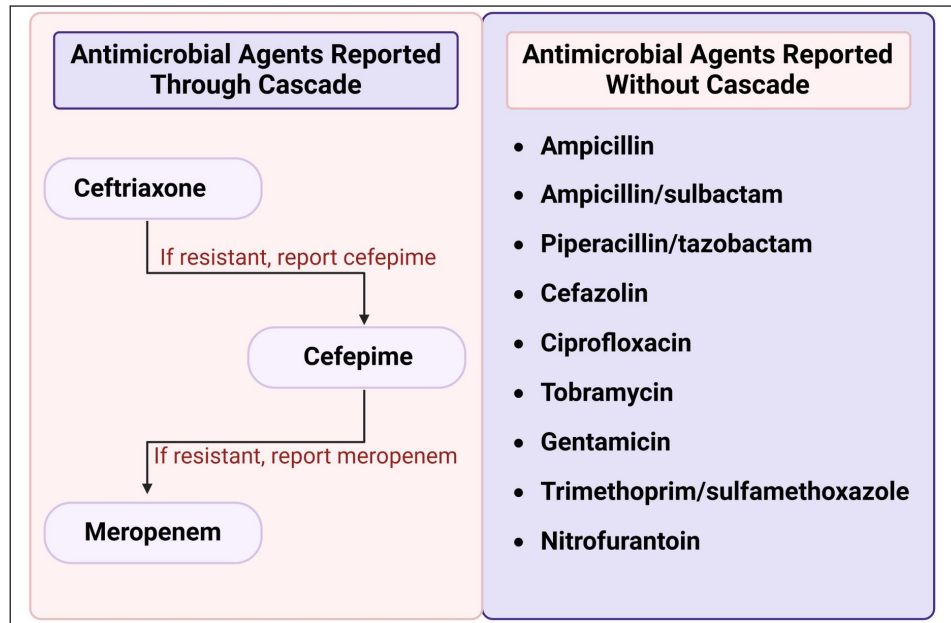 Antimicrobial Agents Reported
Through Cascade
Ceftriaxone
If resistant, report cefepime
Cefepime
If resistant, report meropenem
Meropenem
Antimicrobial Agents Reported
Without Cascade
• Ampicillin
• Ampicillin/sulbactam
• Piperacillin/tazobactam
• Cefazolin
• Ciprofloxacin
• Tobramycin
• Gentamicin
• Trimethoprim/sulfamethoxazole
• Nitrofurantoin